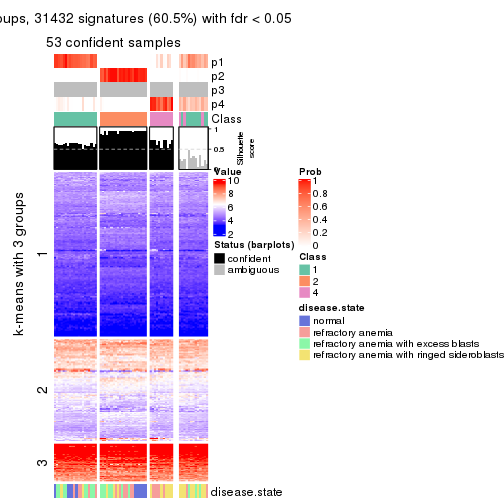 oups, 31432 signatures (60.5%) with fdr < 0.05
53 confident samples
p1
p2
p3
p4
Class
1
0.5
0
Silhouette
score
k-means with 3 groups
1
2
3
Value
10
8
6
4
2
Status (barplots)
confident
ambiguous
Prob
1
0.8
0.6
0.4
0.2
0
Class
1
2
4
disease.state
normal
refractory anemia
refractory anemia with excess blasts
refractory anemia with ringed sideroblasts
disease.state